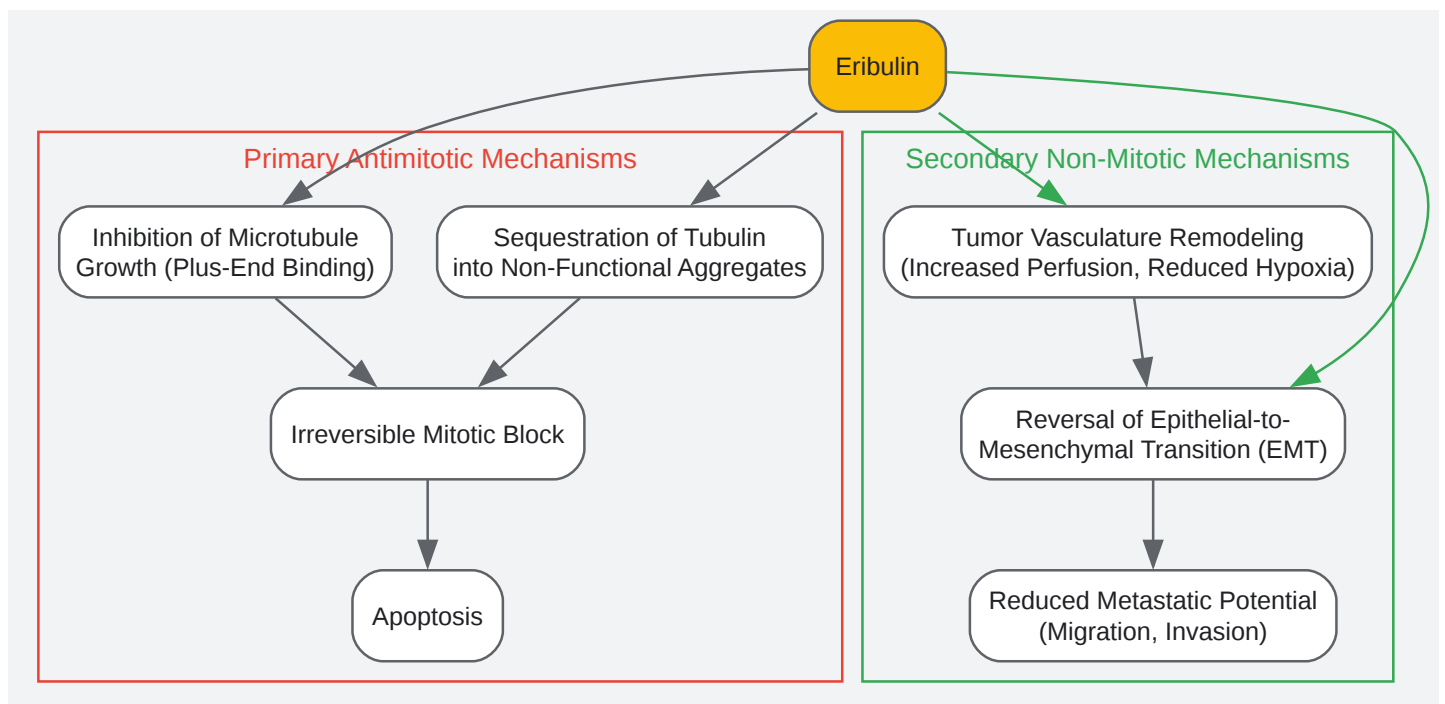 Eribulin
Primary Antimitotic Mechanisms
Inhibition of Microtubule
Growth (Plus-End Binding)
Sequestration of Tubulin
into Non-Functional Aggregates
Irreversible Mitotic Block
Apoptosis
Secondary Non-Mitotic Mechanisms
Tumor Vasculature Remodeling
(Increased Perfusion, Reduced Hypoxia)
Reversal of Epithelial-to-
Mesenchymal Transition (EMT)
Reduced Metastatic Potential
(Migration, Invasion)